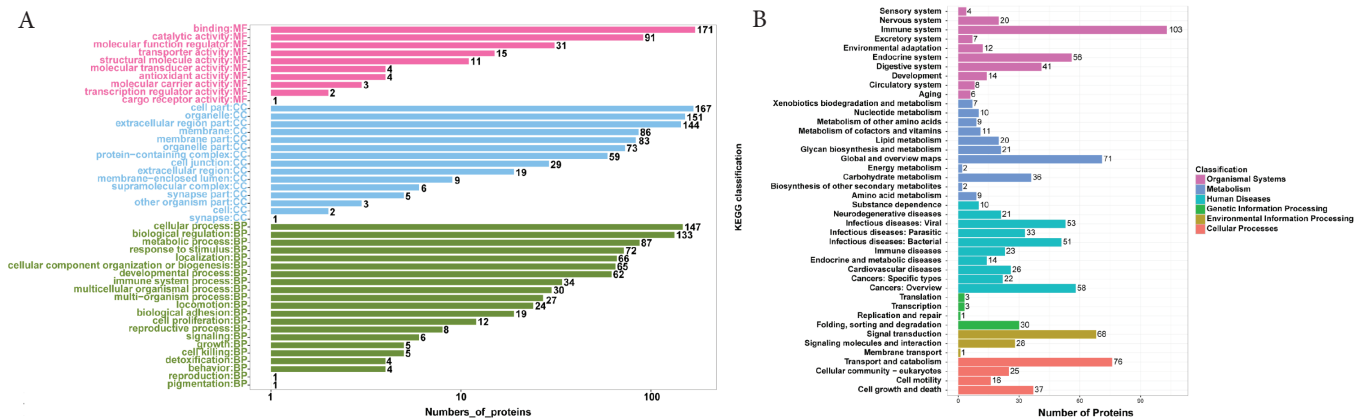 A
binding:MF 171
catalytic activity:MF 91
molecular function regulator:MF 31
transporter activity:MF 15
structural molecule activity:MF 11
molecular transducer activity:MF 4
antioxidant activity:MF 4
molecular carrier activity:MF 3
transcription regulator activity:MF 2
cargo receptor activity:MF 1
cell part:CC 167
organelle:CC 151
extracellular region part:CC 144
membrane:CC 86
membrane part:CC 83
organelle part:CC 73
protein-containing complex:CC 59
cell junction:CC 29
extracellular region:CC 19
membrane-enclosed lumen:CC 9
supramolecular complex:CC 6
synapse part:CC 5
other organism part:CC 3
cell:CC 2
synapse:CC 1
cellular process:BP 147
biological regulation:BP 133
metabolic process:BP 87
response to stimulus:BP 72
localization:BP 66
cellular component organization or biogenesis:BP 65
developmental process:BP 62
immune system process:BP 34
multicellular organismal process:BP 30
multi-organism process:BP 27
locomotion:BP 24
biological adhesion:BP 19
cell proliferation:BP 12
reproductive process:BP 8
signaling:BP 6
growth:BP 5
cell killing:BP 5
detoxification:BP 4
behavior:BP 4
reproduction:BP 1
pigmentation:BP 1
1 10 100
Numbers_of_proteins
B
KEGG classification
Sensory system 4
Nervous system 20
Immune system 103
Excretory system 7
Environmental adaptation 12
Endocrine system 56
Digestive system 41
Development 14
Circulatory system 8
Aging 6
Xenobiotics biodegradation and metabolism 7
Nucleotide metabolism 10
Metabolism of other amino acids 9
Metabolism of cofactors and vitamins 11
Lipid metabolism 20
Glycan biosynthesis and metabolism 21
Global and overview maps 71
Energy metabolism 2
Carbohydrate metabolism 36
Biosynthesis of other secondary metabolites 2
Amino acid metabolism 9
Substance dependence 10
Neurodegenerative diseases 21
Infectious diseases: Viral 53
Infectious diseases: Parasitic 33
Infectious diseases: Bacterial 51
Immune diseases 23
Endocrine and metabolic diseases 14
Cardiovascular diseases 26
Cancers: Specific types 22
Cancers: Overview 58
Translation 3
Transcription 3
Replication and repair 1
Folding, sorting and degradation 30
Signal transduction 68
Signaling molecules and interaction 28
Membrane transport 1
Transport and catabolism 76
Cellular community - eukaryotes 25
Cell motility 16
Cell growth and death 37
0 30 60 90
Number of Proteins
Classification
Organismal Systems
Metabolism
Human Diseases
Genetic Information Processing
Environmental Information Processing
Cellular Processes